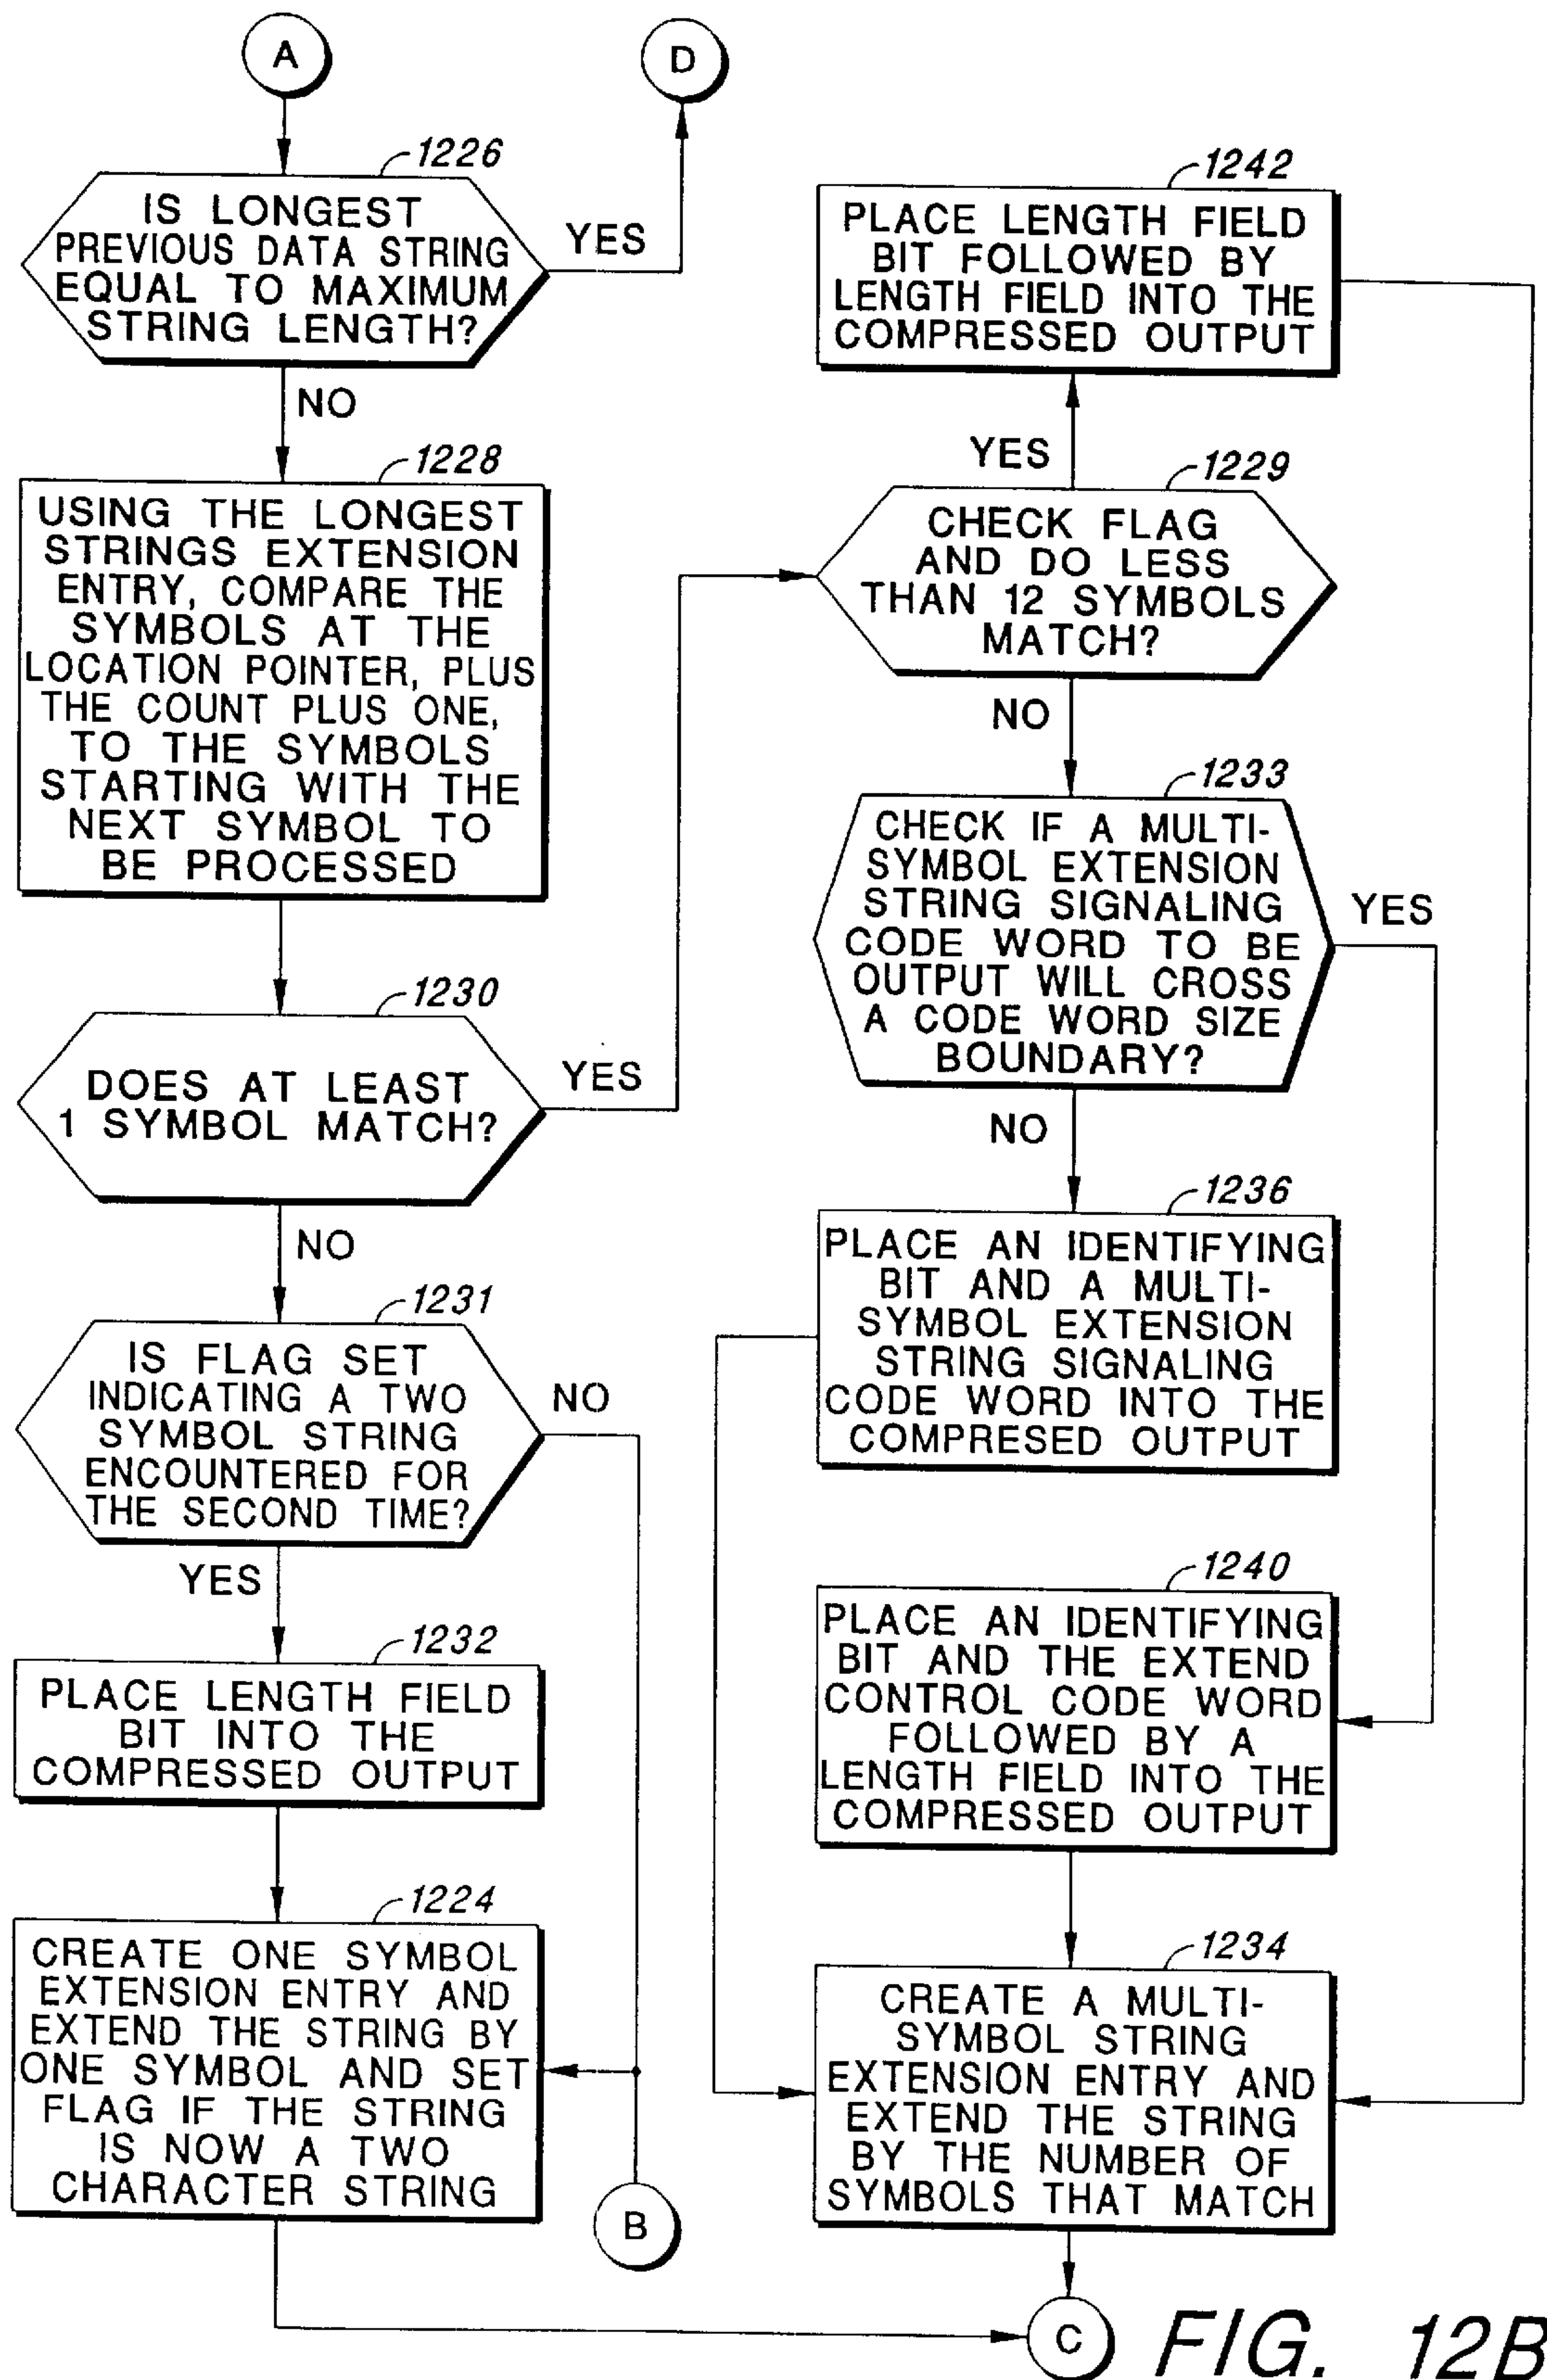 A
D
1226
IS LONGEST
PREVIOUS DATA STRING
EQUAL TO MAXIMUM
STRING LENGTH?
YES
NO
1228
USING THE LONGEST
STRINGS EXTENSION
ENTRY, COMPARE THE
SYMBOLS AT THE
LOCATION POINTER, PLUS
THE COUNT PLUS ONE,
TO THE SYMBOLS
STARTING WITH THE
NEXT SYMBOL TO
BE PROCESSED
1230
DOES AT LEAST
1 SYMBOL MATCH?
YES
NO
1231
IS FLAG SET
INDICATING A TWO
SYMBOL STRING
ENCOUNTERED FOR
THE SECOND TIME?
NO
YES
1232
PLACE LENGTH FIELD
BIT INTO THE
COMPRESSED OUTPUT
1224
CREATE ONE SYMBOL
EXTENSION ENTRY AND
EXTEND THE STRING BY
ONE SYMBOL AND SET
FLAG IF THE STRING
IS NOW A TWO
CHARACTER STRING
B
1242
PLACE LENGTH FIELD
BIT FOLLOWED BY
LENGTH FIELD INTO THE
COMPRESSED OUTPUT
YES
1229
CHECK FLAG
AND DO LESS
THAN 12 SYMBOLS
MATCH?
NO
1233
CHECK IF A MULTI-
SYMBOL EXTENSION
STRING SIGNALING
CODE WORD TO BE
OUTPUT WILL CROSS
A CODE WORD SIZE
BOUNDARY?
YES
NO
1236
PLACE AN IDENTIFYING
BIT AND A MULTI-
SYMBOL EXTENSION
STRING SIGNALING
CODE WORD INTO THE
COMPRESED OUTPUT
1240
PLACE AN IDENTIFYING
BIT AND THE EXTEND
CONTROL CODE WORD
FOLLOWED BY A
LENGTH FIELD INTO THE
COMPRESSED OUTPUT
1234
CREATE A MULTI-
SYMBOL STRING
EXTENSION ENTRY AND
EXTEND THE STRING
BY THE NUMBER OF
SYMBOLS THAT MATCH
C
FIG. 12B